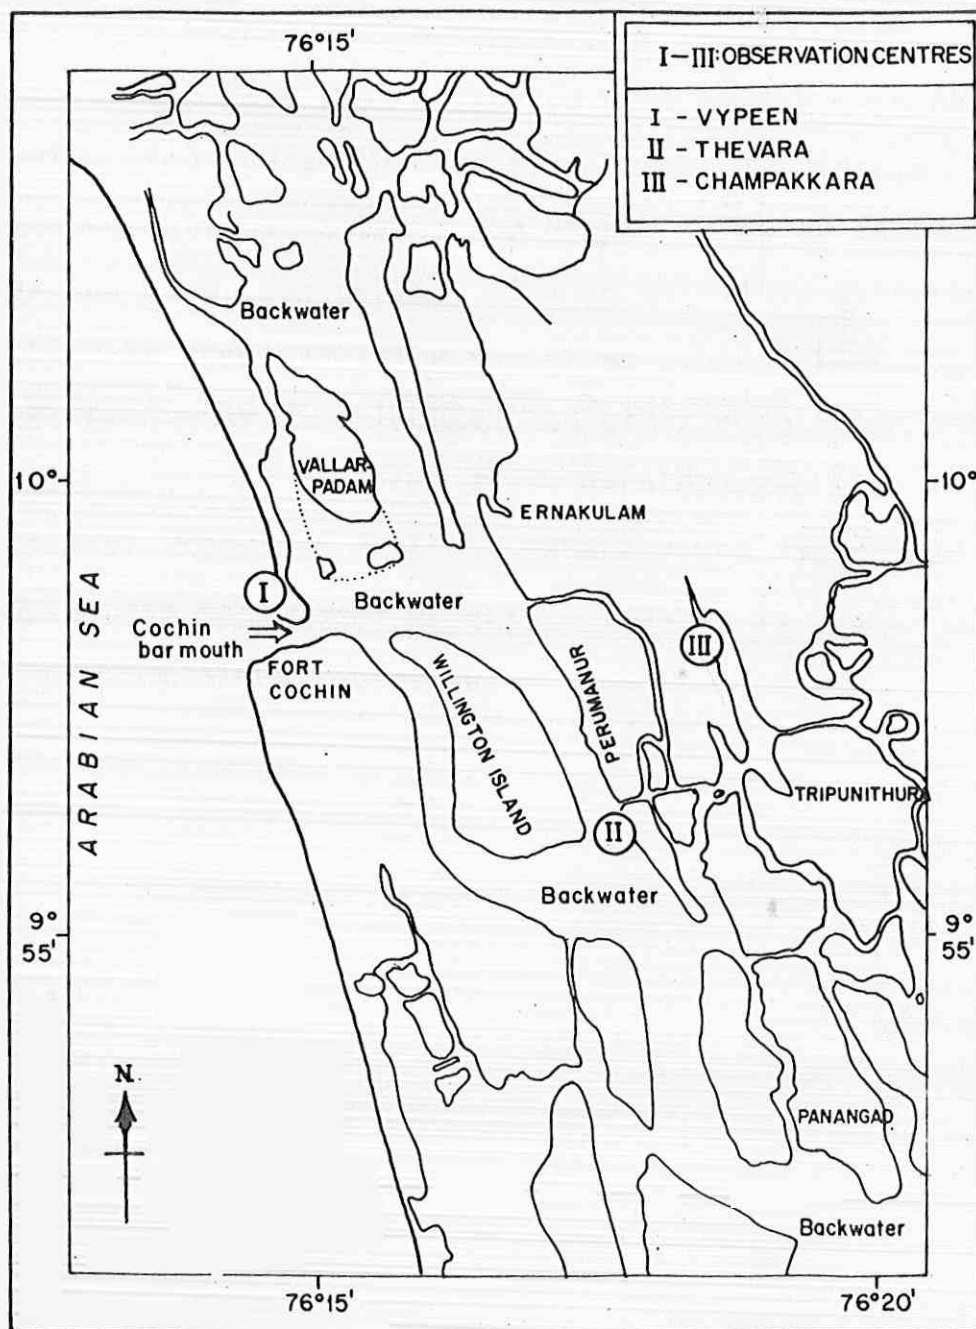 76°15'
I-III:OBSERVATION CENTRES
I - VYPEEN
II - THEVARA
III - CHAMPAKKARA
Backwater
VALLAR-
PADAM
10°
10°
ERNAKULAM
I
Backwater
Cochin
bar mouth
III
FORT
COCHIN
WILLINGTON ISLAND
PERUMANUR
ARABIAN SEA
TRIPUNITHURA
II
Backwater
9°
55'
9°
55'
N
PANANGAD
Backwater
76°15'
76°20'